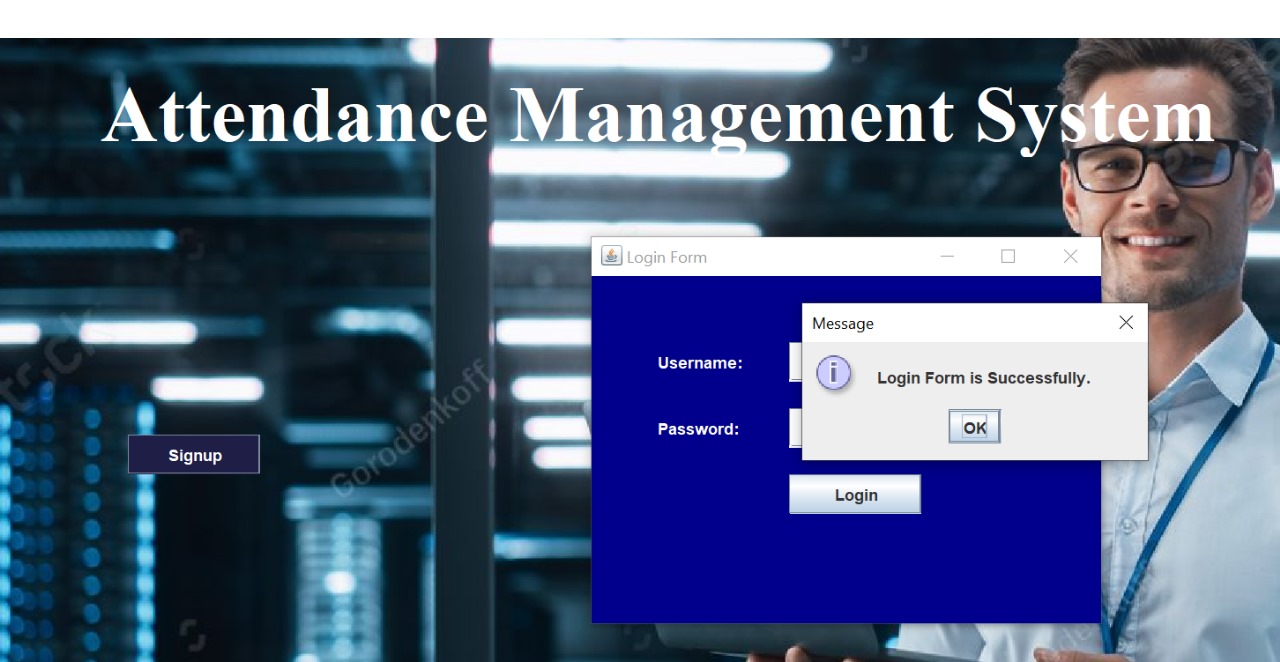 Attendance Management System
Login Form
Message
Username:
Login Form is Successfully.
OK
Password:
Signup
Login
Gorodenkoff